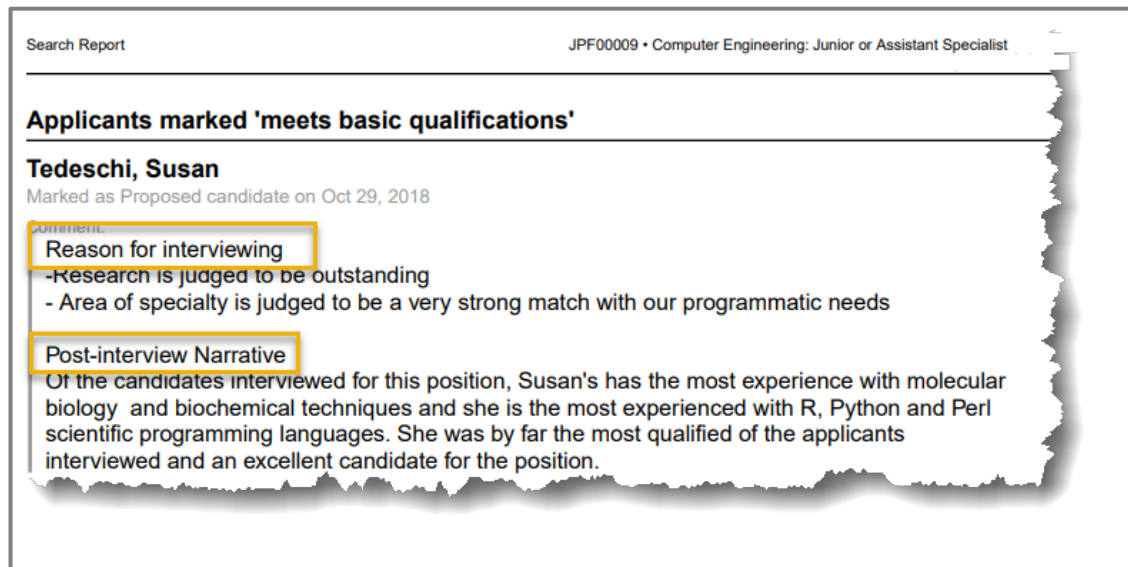 Search Report
JPF00009 • Computer Engineering: Junior or Assistant Specialist
Applicants marked 'meets basic qualifications'
Tedeschi, Susan
Marked as Proposed candidate on Oct 29, 2018
Comment:
Reason for interviewing
-Research is judged to be outstanding
- Area of specialty is judged to be a very strong match with our programmatic needs
Post-interview Narrative
Of the candidates interviewed for this position, Susan's has the most experience with molecular
biology and biochemical techniques and she is the most experienced with R, Python and Perl
scientific programming languages. She was by far the most qualified of the applicants
interviewed and an excellent candidate for the position.